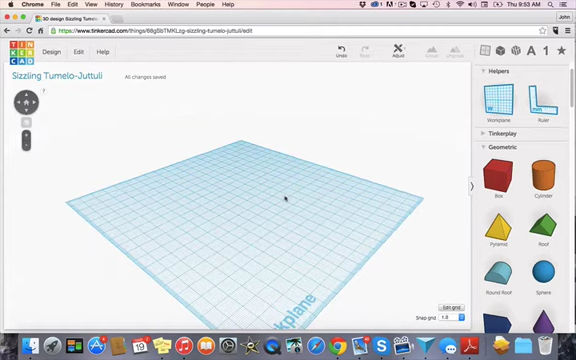 Chrome File Edit View History Bookmarks Window People Help
Thu 9:53 AM
3D design Sizzling Tumelo-
John
https://www.tinkercad.com/things/68gSbTMKLzg-sizzling-tumelo-juttuli/edit
TIN
KER
CAD
Design Edit Help
Undo Redo Adjust Group Ungroup
Sizzling Tumelo-Juttuli All changes saved
?
Helpers
Workplane Ruler
Tinkerplay
Geometric
Box Cylinder
Pyramid Roof
Round Roof Sphere
Workplane
Edit grid
Snap grid 1.0